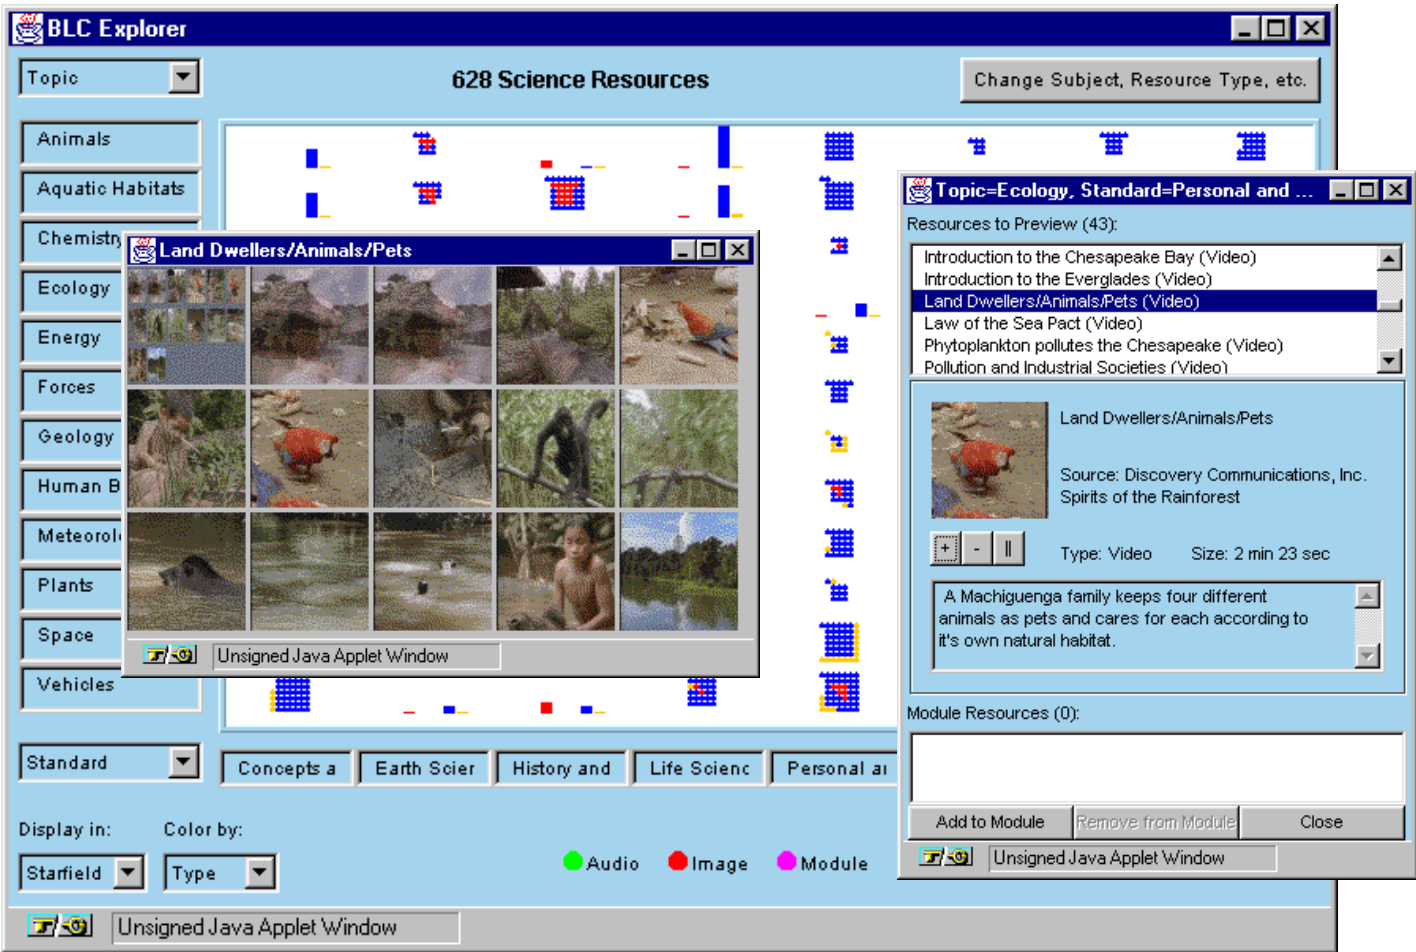 BLC Explorer
Topic
628 Science Resources
Change Subject, Resource Type, etc.
Animals
Aquatic Habitats
Chemistry
Ecology
Energy
Forces
Geology
Human B
Meteorol
Plants
Space
Vehicles
Standard
Concepts a
Earth Scier
History and
Life Scienc
Personal ar
Display in:
Color by:
Starfield
Type
Audio
Image
Module
Unsigned Java Applet Window
Land Dwellers/Animals/Pets
Unsigned Java Applet Window
Topic=Ecology, Standard=Personal and ...
Resources to Preview (43):
Introduction to the Chesapeake Bay (Video)
Introduction to the Everglades (Video)
Land Dwellers/Animals/Pets (Video)
Law of the Sea Pact (Video)
Phytoplankton pollutes the Chesapeake (Video)
Pollution and Industrial Societies (Video)
Land Dwellers/Animals/Pets
Source: Discovery Communications, Inc.
Spirits of the Rainforest
+ - ||
Type: Video Size: 2 min 23 sec
A Machiguenga family keeps four different
animals as pets and cares for each according to
it's own natural habitat.
Module Resources (0):
Add to Module
Remove from Module
Close
Unsigned Java Applet Window